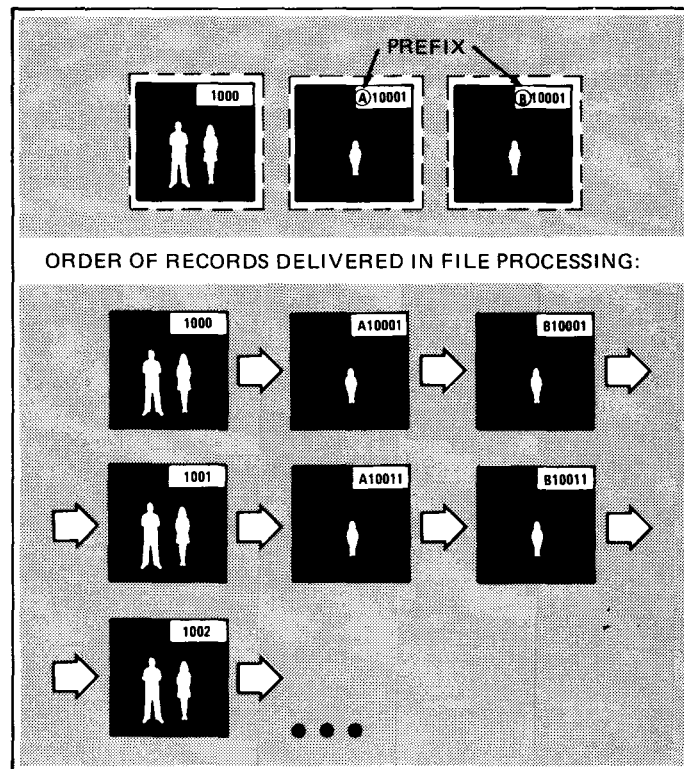 PREFIX
1000
A10001
B10001
ORDER OF RECORDS DELIVERED IN FILE PROCESSING:
1000
A10001
B10001
1001
A10011
B10011
1002